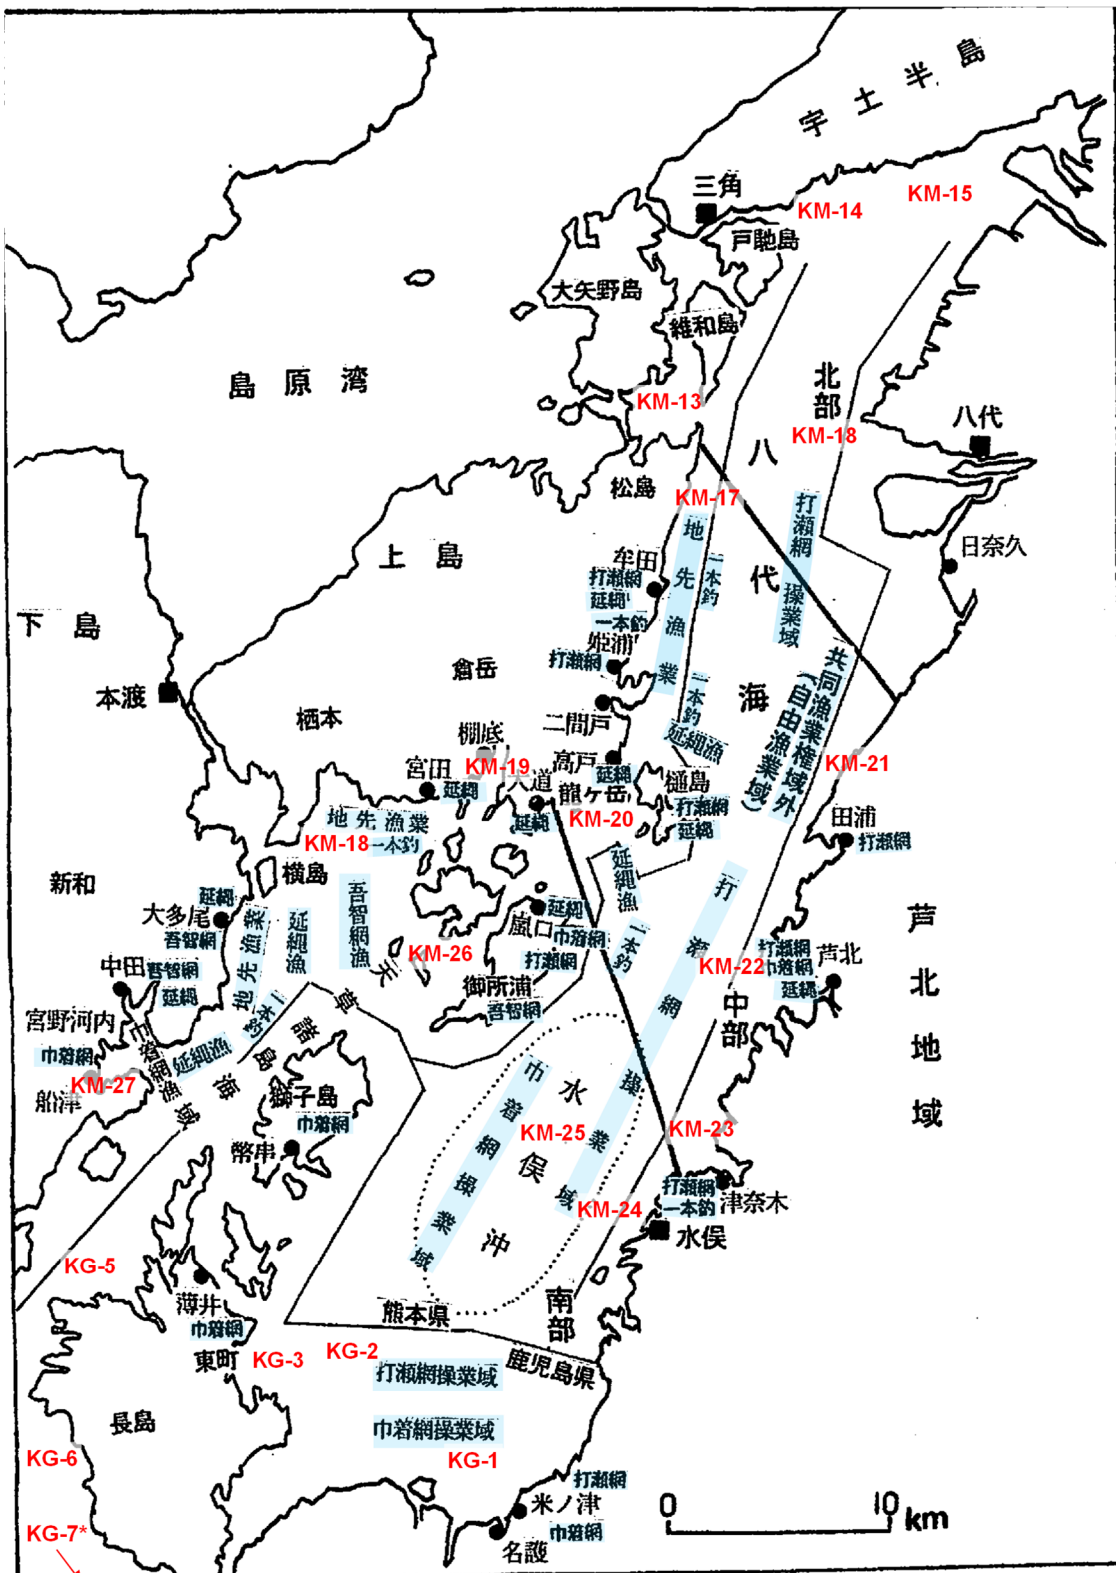 宇土半島
三角
KM-14
KM-15
戸馳島
大矢野島
維和島
島原湾
KM-13
北部
KM-18
八代
八代海
松島
KM-17
地先漁業
一本釣
打瀬網操業域
日奈久
上島
牟田
打瀬網
延縄
一本釣
下島
姫浦
打瀬網
本渡
倉岳
栖本
一本釣
延縄漁
共同漁業権域外
(自由漁業域)
二間戸
棚底
KM-19
高戸
延縄
KM-21
宮田
延縄
大道
延縄
龍ヶ岳
KM-20
樋島
打瀬網
延縄
田浦
打瀬網
地先漁業
KM-18
一本釣
横島
新和
延縄
大多尾
吾智網
地先漁業
延縄漁
吾智網漁
嵐口
延縄
巾着網
打瀬網
延縄漁
一本釣
打瀬網操業域
KM-26
KM-22
打瀬網
巾着網
延縄
芦北
芦北地域
中田
吾智網
延縄
御所浦
吾智網
天草諸島海
中部
宮野河内
巾着網
船津
KM-27
巾着網漁域
延縄漁
一本釣
獅子島
巾着網
幣串
巾着網操業域
水俣沖
KM-25
KM-23
打瀬網
一本釣
津奈木
KM-24
水俣
KG-5
薄井
巾着網
東町
熊本県
南部
鹿児島県
KG-3
KG-2
打瀬網操業域
巾着網操業域
長島
KG-6
KG-1
打瀬網
米ノ津
巾着網
名護
KG-7*
0 10 km